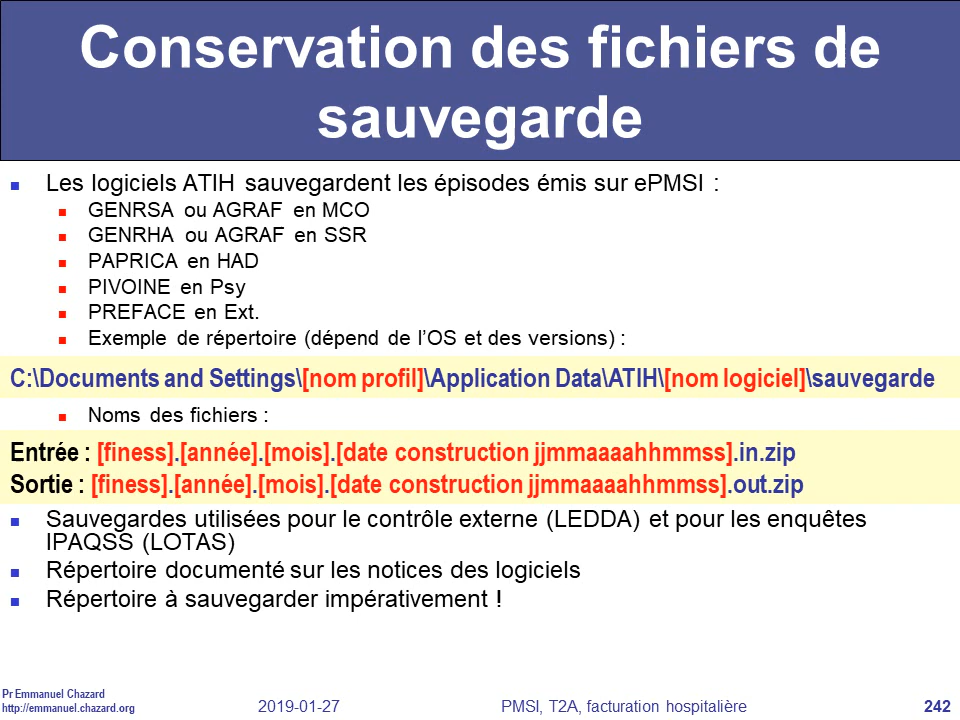 Conservation des fichiers de
sauvegarde
Les logiciels ATIH sauvegardent les épisodes émis sur ePMSI :
GENRSA ou AGRAF en MCO
GENRHA ou AGRAF en SSR
PAPRICA en HAD
PIVOINE en Psy
PREFACE en Ext.
Exemple de répertoire (dépend de l’OS et des versions) :
C:\Documents and Settings\[nom profil]\Application Data\ATIH\[nom logiciel]\sauvegarde
Noms des fichiers :
Entrée : [finess].[année].[mois].[date construction jjmmaaaahhmmss].in.zip
Sortie : [finess].[année].[mois].[date construction jjmmaaaahhmmss].out.zip
Sauvegardes utilisées pour le contrôle externe (LEDDA) et pour les enquêtes
IPAQSS (LOTAS)
Répertoire documenté sur les notices des logiciels
Répertoire à sauvegarder impérativement !
Pr Emmanuel Chazard
http://emmanuel.chazard.org
2019-01-27
PMSI, T2A, facturation hospitalière
242